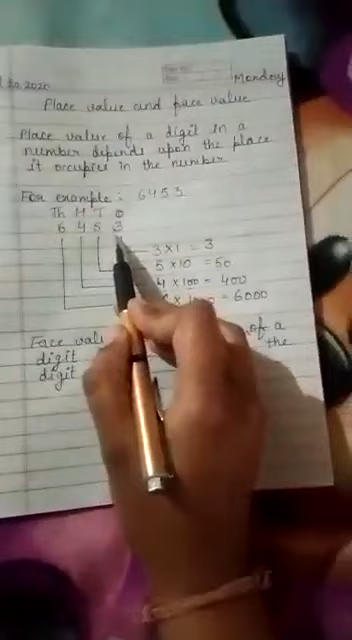 2020
Monday
Place value and face value
Place value of a digit in a
number depends upon the place
it occupies in the number
For example: 6453
Th H T O
6 4 5 3
3 x 1 = 3
5 x 10 = 50
4 x 100 = 400
= 6000
Face of a
digit the
digit